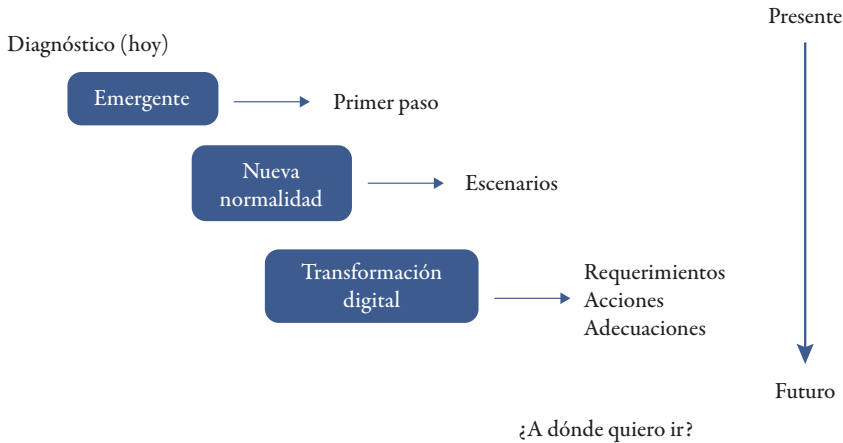 Presente
Diagnóstico (hoy)
Emergente
Primer paso
Nueva
normalidad
Escenarios
Transformación
digital
Requerimientos
Acciones
Adecuaciones
Futuro
¿A dónde quiero ir?